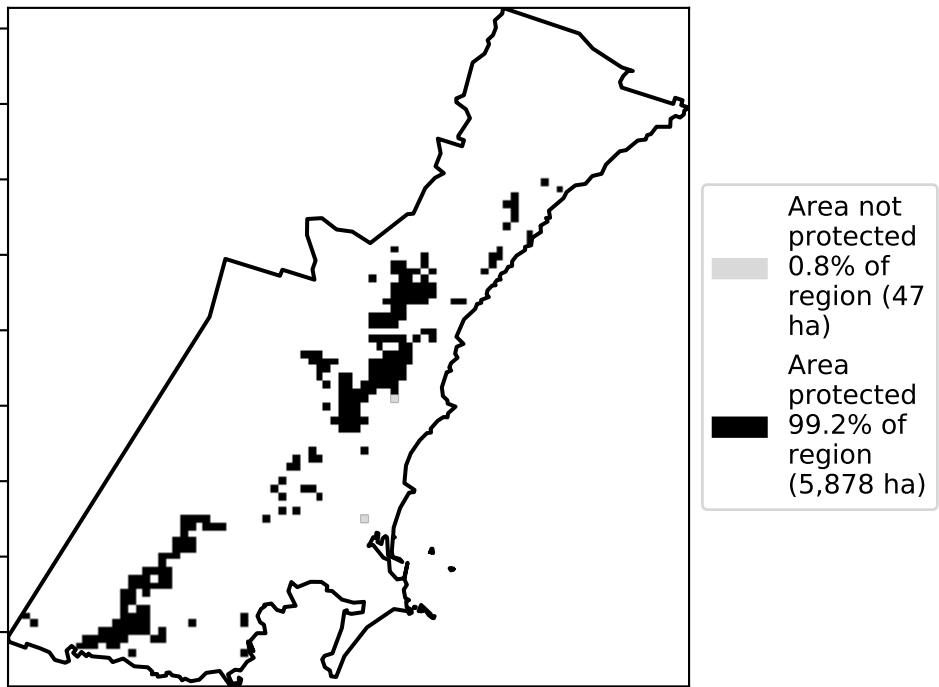 Area not
protected
0.8% of
region (47
ha)
Area
protected
99.2% of
region
(5,878 ha)